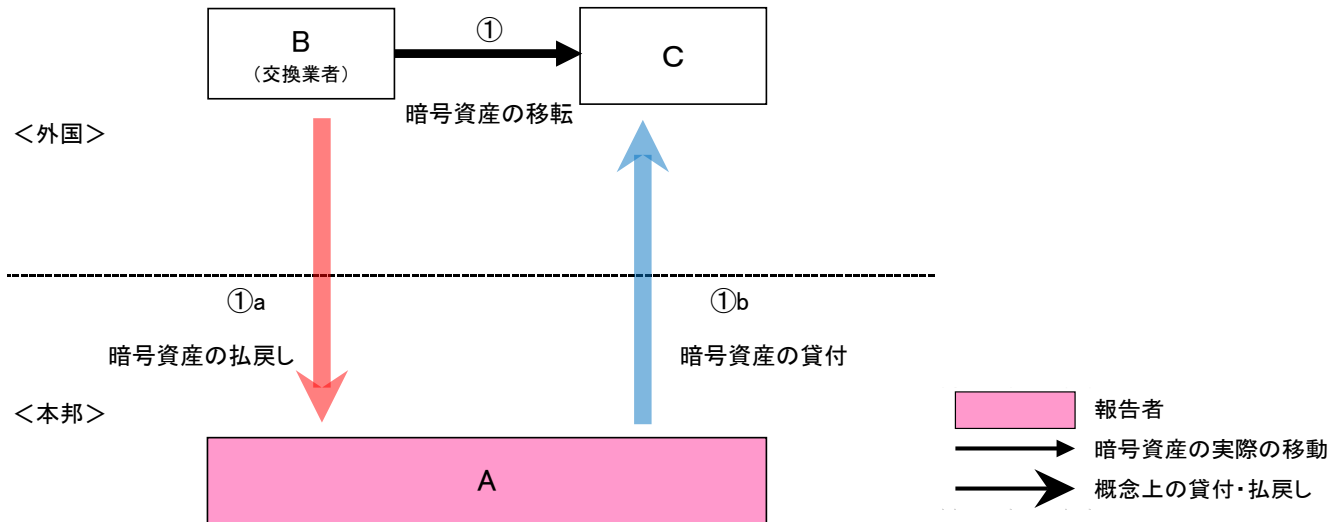 ①
B
（交換業者）
C
暗号資産の移転
＜外国＞
①a
①b
暗号資産の払戻し
暗号資産の貸付
＜本邦＞
A
報告者
暗号資産の実際の移動
概念上の貸付・払戻し